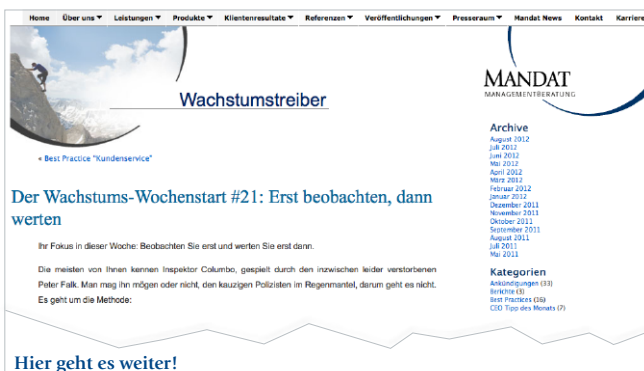 Home Über uns Leistungen Produkte Klientenresultate Referenzen Veröffentlichungen Presseraum Mandat News Kontakt Karriere
Wachstumstreiber
MANDAT
MANAGEMENTBERATUNG
« Best Practice "Kundenservice"
Der Wachstums-Wochenstart #21: Erst beobachten, dann
werten
Ihr Fokus in dieser Woche: Beobachten Sie erst und werten Sie erst dann.
Die meisten von Ihnen kennen Inspektor Columbo, gespielt durch den inzwischen leider verstorbenen
Peter Falk. Man mag ihn mögen oder nicht, den kauzigen Polizisten im Regenmantel, darum geht es nicht.
Es geht um die Methode:
Archive
August 2012
Juli 2012
Juni 2012
Mai 2012
April 2012
März 2012
Februar 2012
Januar 2012
Dezember 2011
November 2011
Oktober 2011
September 2011
August 2011
Juli 2011
Mai 2011
Kategorien
Ankündigungen (33)
Berichte (3)
Best Practices (36)
CEO Tipp des Monats (7)
Hier geht es weiter!